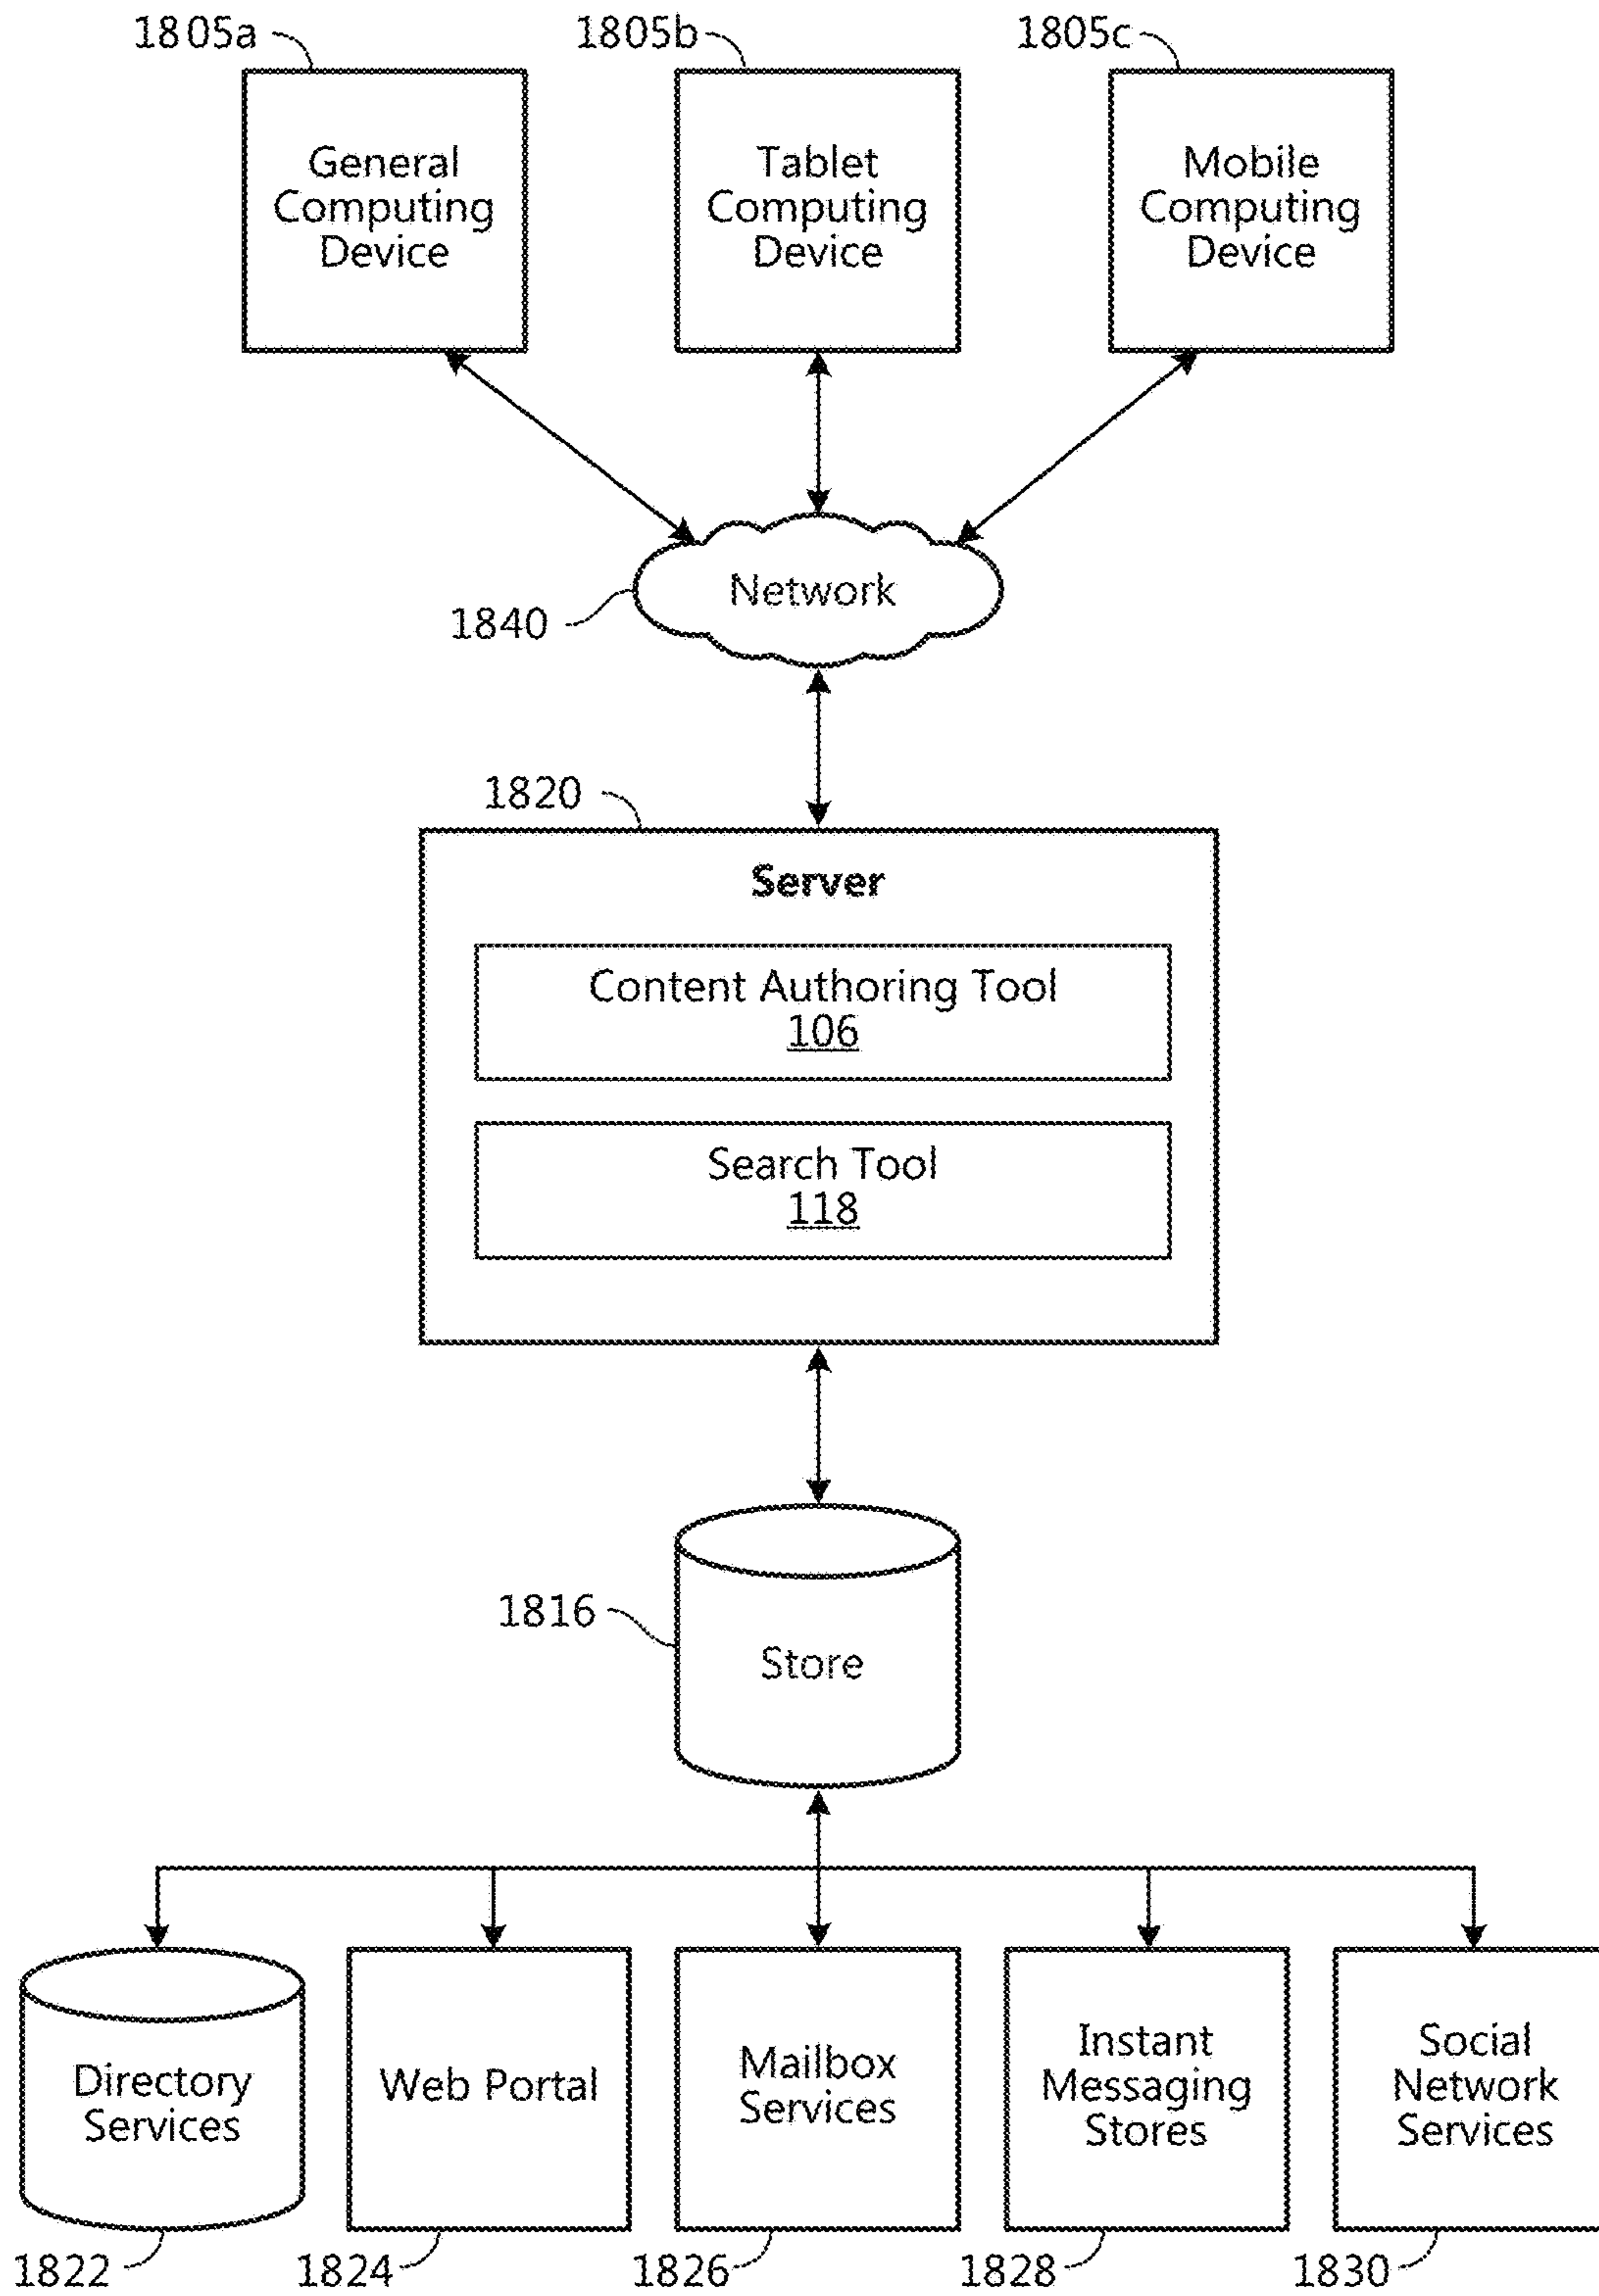 1805a
1805b
1805c
General
Computing
Device
Tablet
Computing
Device
Mobile
Computing
Device
Network
1840
1820
Server
Content Authoring Tool
106
Search Tool
118
1816
Store
Directory
Services
Web Portal
Mailbox
Services
Instant
Messaging
Stores
Social
Network
Services
1822
1824
1826
1828
1830